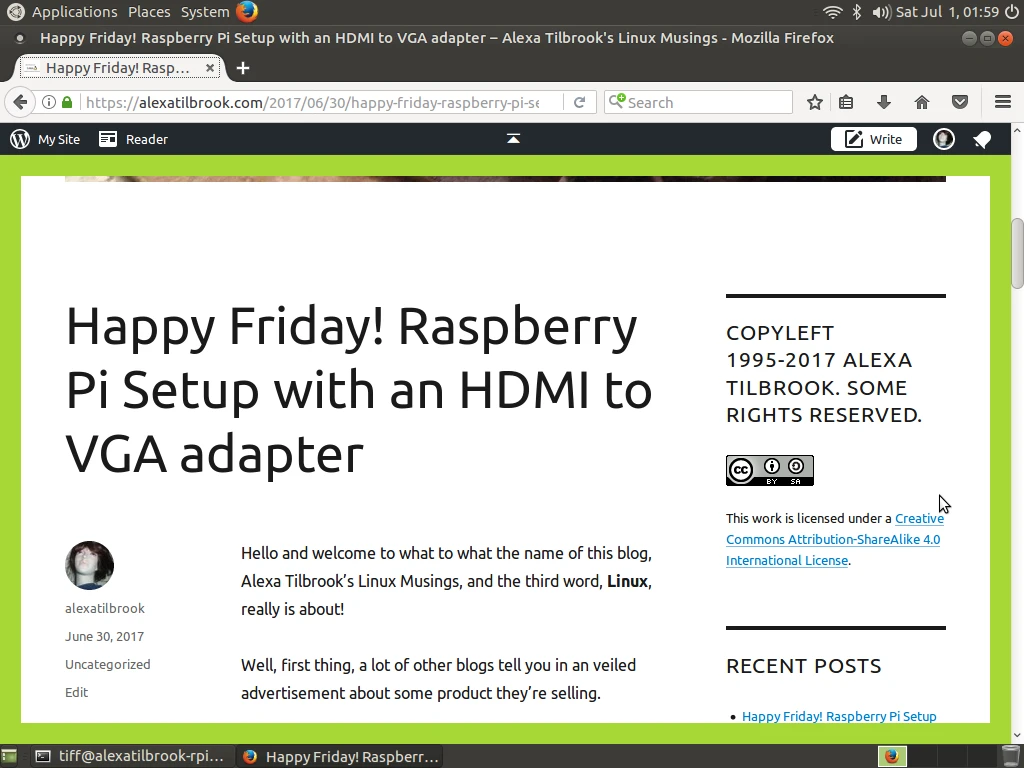 Applications Places System Sat Jul 1, 01:59
Happy Friday! Raspberry Pi Setup with an HDMI to VGA adapter – Alexa Tilbrook's Linux Musings - Mozilla Firefox
Happy Friday! Rasp...
https://alexatilbrook.com/2017/06/30/happy-friday-raspberry-pi-se Search
My Site Reader Write
Happy Friday! Raspberry
Pi Setup with an HDMI to
VGA adapter
alexatilbrook
June 30, 2017
Uncategorized
Edit
Hello and welcome to what to what the name of this blog,
Alexa Tilbrook’s Linux Musings, and the third word, Linux,
really is about!
Well, first thing, a lot of other blogs tell you in an veiled
advertisement about some product they’re selling.
COPYLEFT
1995-2017 ALEXA
TILBROOK. SOME
RIGHTS RESERVED.
cc BY SA
This work is licensed under a Creative
Commons Attribution-ShareAlike 4.0
International License.
RECENT POSTS
Happy Friday! Raspberry Pi Setup
tiff@alexatilbrook-rpi... Happy Friday! Raspberr...